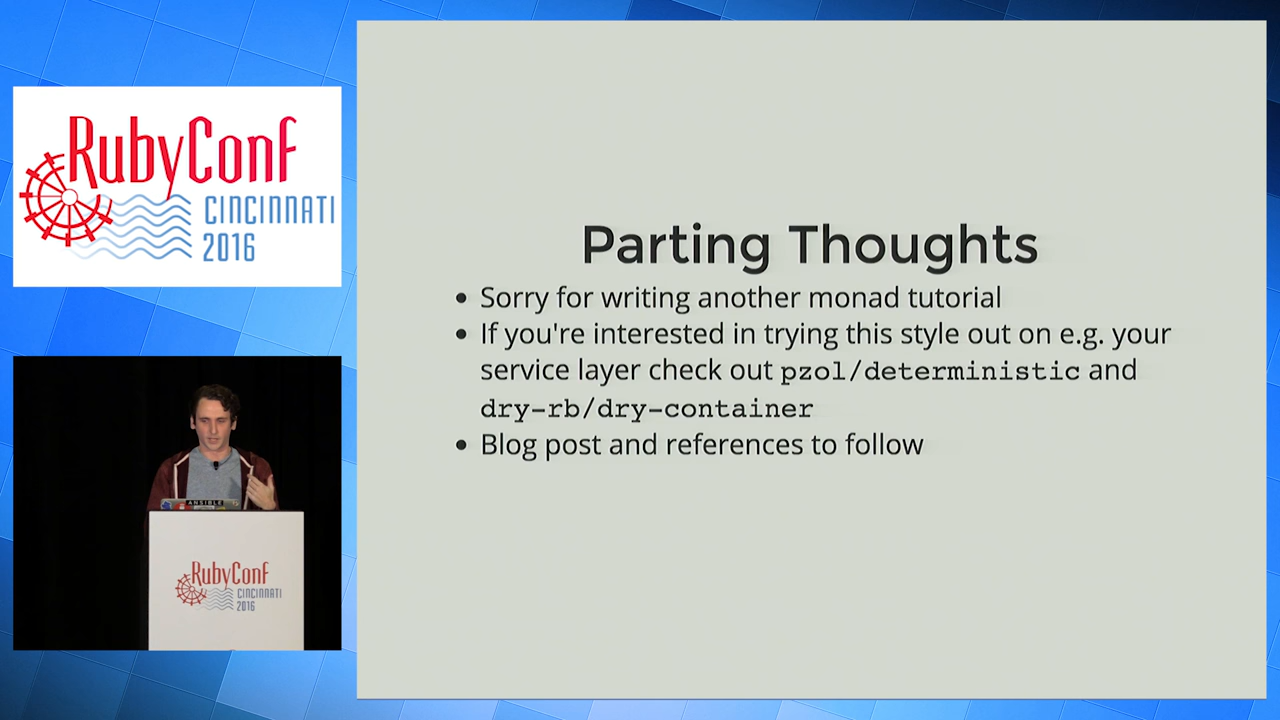 RubyConf
CINCINNATI
2016
Parting Thoughts
Sorry for writing another monad tutorial
If you're interested in trying this style out on e.g. your
service layer check out pzol/deterministic and
dry-rb/dry-container
Blog post and references to follow
ANSIBLE
RubyConf
CINCINNATI
2016